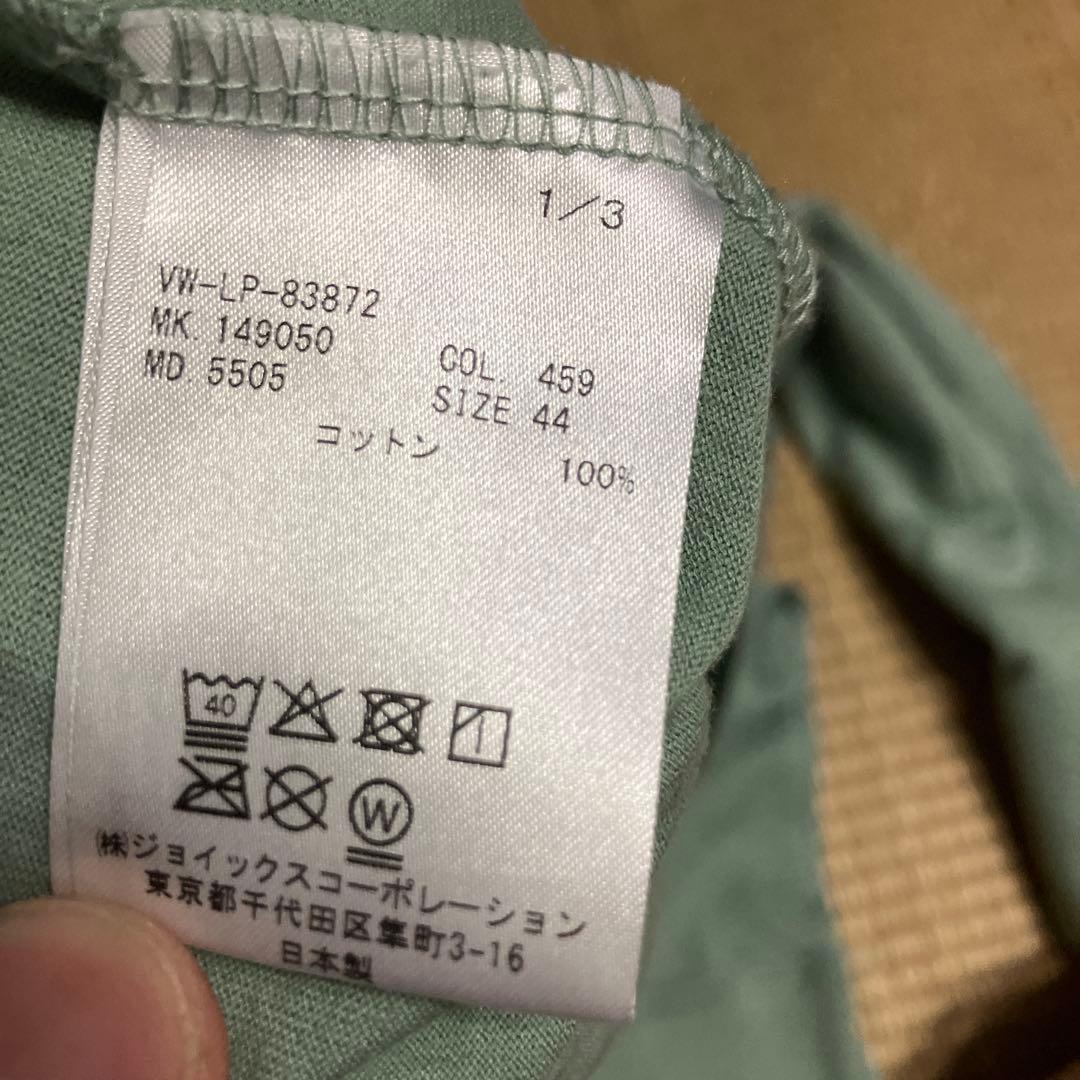 1/3
VW-LP-83872
MK. 149050
MD. 5505
COL. 459
SIZE 44
コットン 100%
40
W
㈱ジョイックスコーポレーション
東京都千代田区隼町3-16
日本製